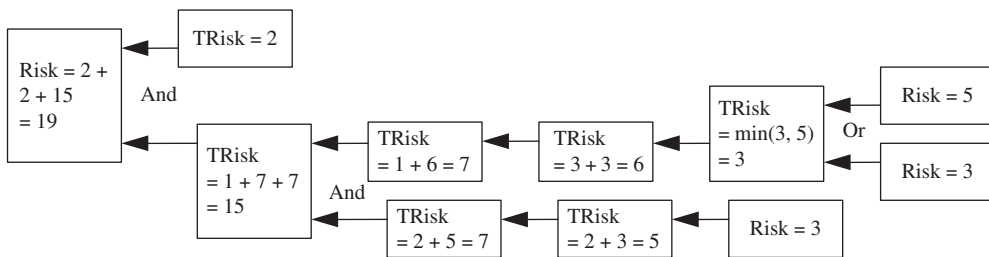 TRisk = 2
Risk = 2 +
2 + 15
= 19
And
Risk = 5
TRisk
= min(3, 5)
= 3
Or
TRisk
= 1 + 6 = 7
TRisk
= 3 + 3 = 6
TRisk
= 1 + 7 + 7
= 15
Risk = 3
And
TRisk
= 2 + 5 = 7
TRisk
= 2 + 3 = 5
Risk = 3